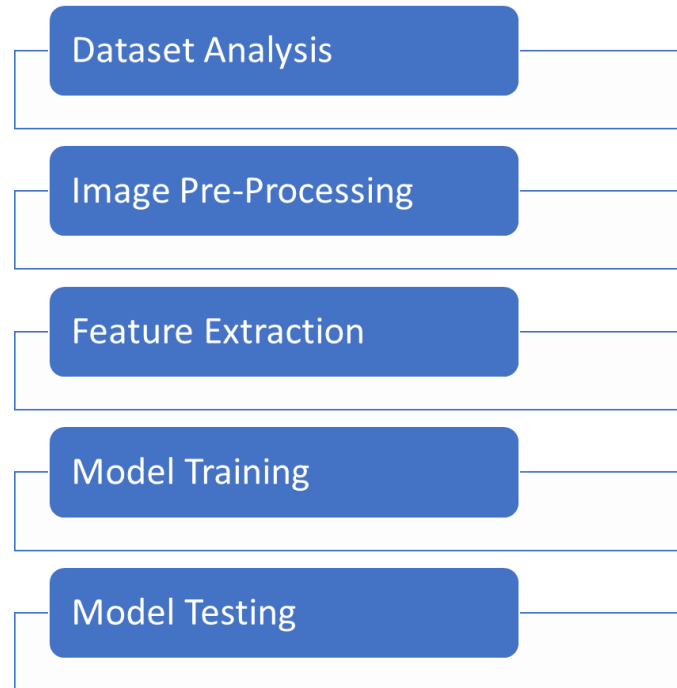 Dataset Analysis
Image Pre-Processing
Feature Extraction
Model Training
Model Testing